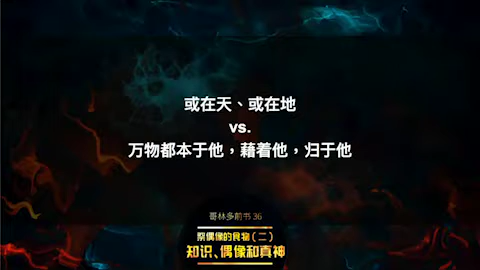 或在天、或在地
vs.
万物都本于他，藉着他，归于他
哥林多前书 36
祭偶像的食物（二）
知识、偶像和真神